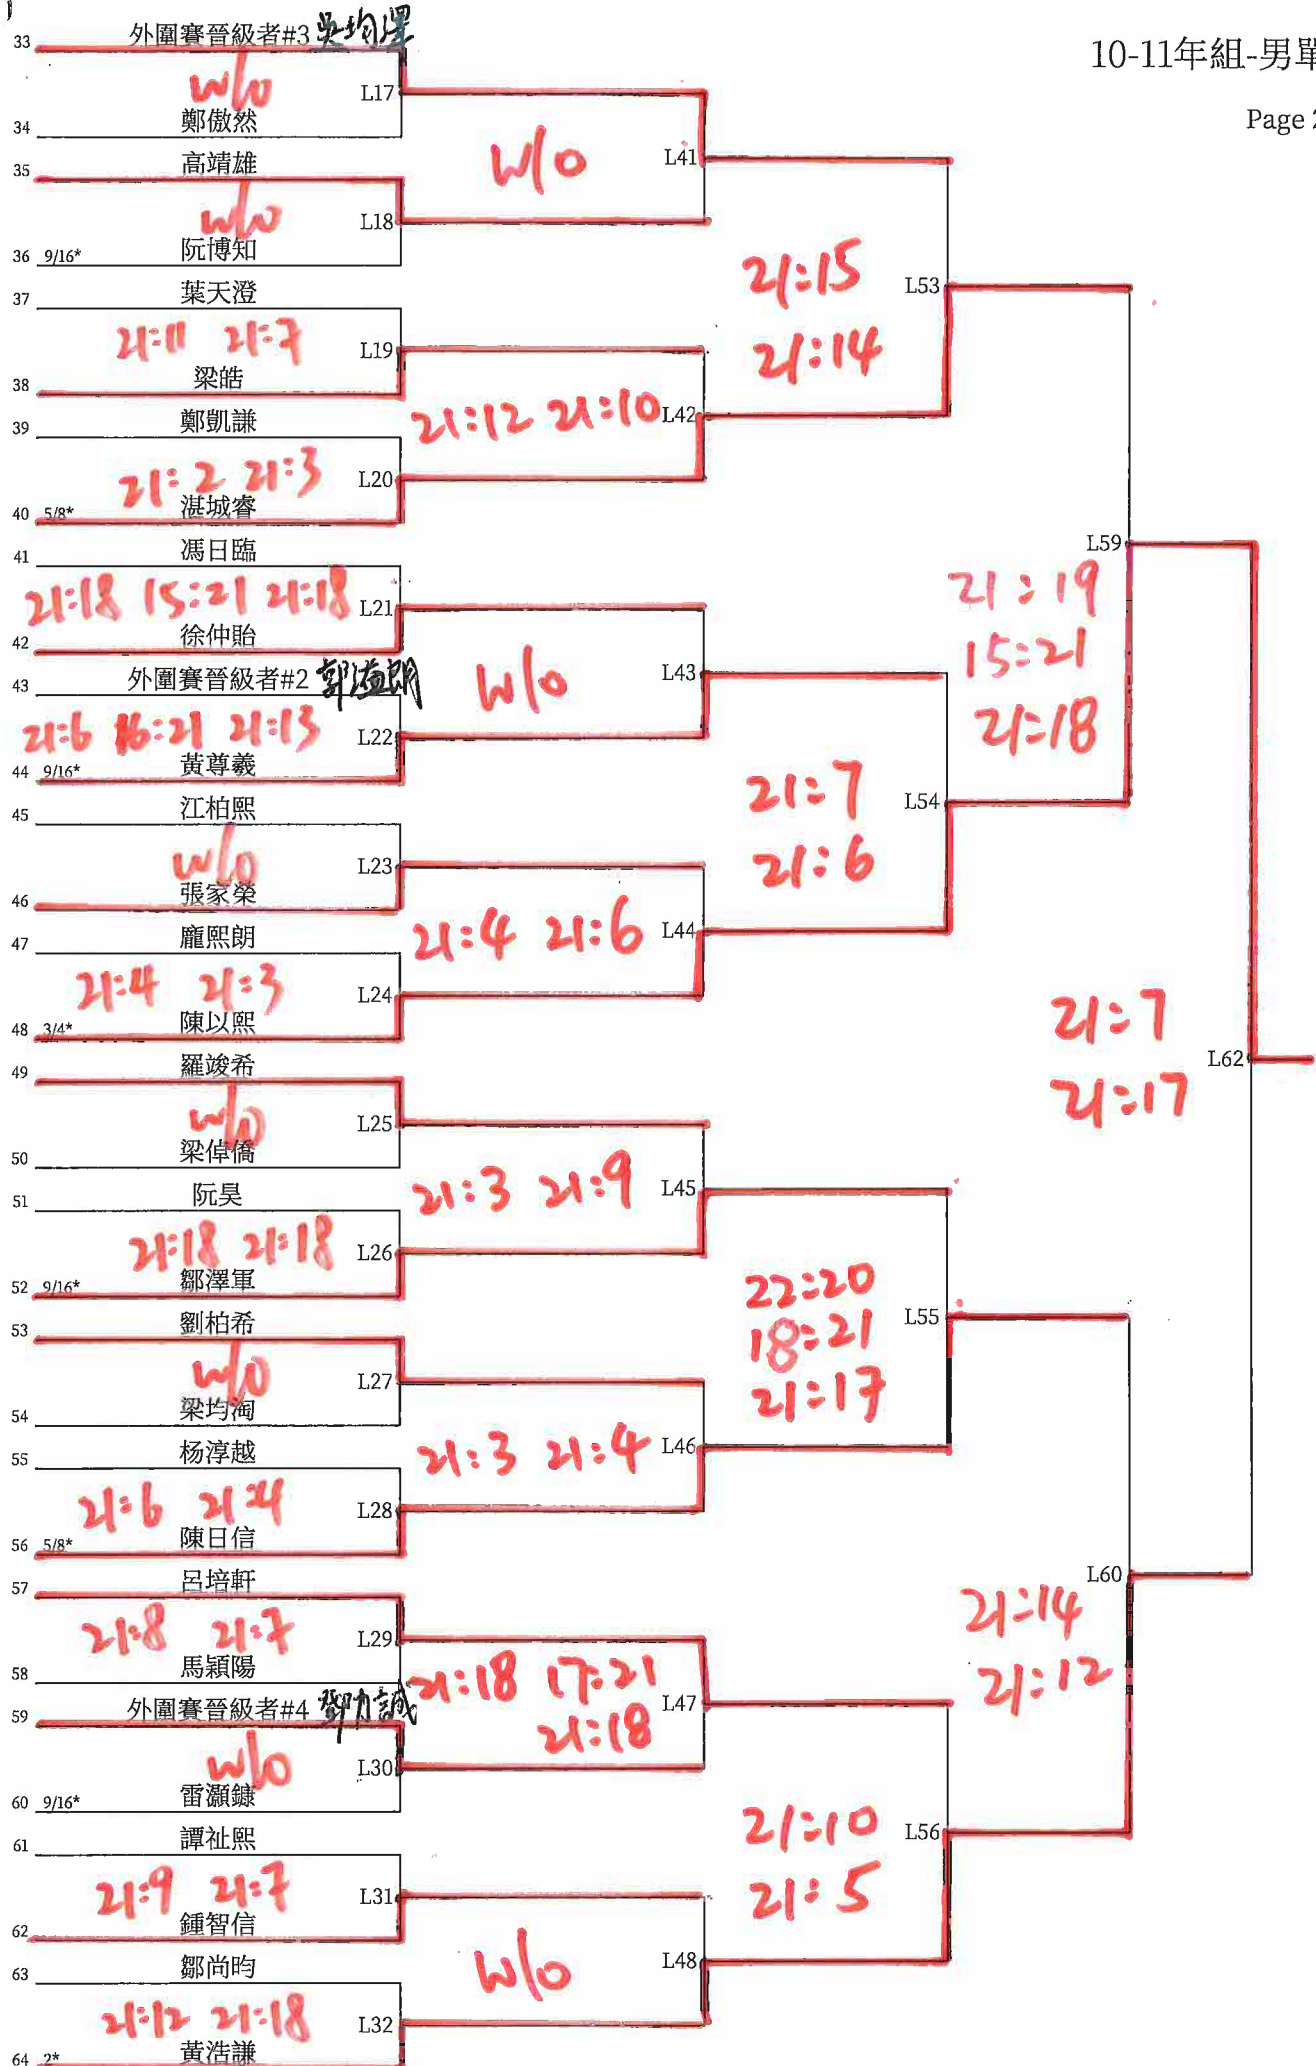 10-11年組-男單
Page 2
33 外圍賽晉級者#3 吳均澤
w/o L17
34 鄭傲然
w/o L41
35 高靖雄
w/o L18
36 9/16* 阮博知
21:15 L53
21:14
37 葉天澄
21:11 21:7 L19
38 梁皓
21:12 21:10 L42
39 鄭凱謙
21:2 21:3 L20
40 5/8* 湛城睿
L59
21:19
15:21
21:18
41 馮日臨
21:18 15:21 21:18 L21
42 徐仲貽
w/o L43
43 外圍賽晉級者#2
21:6 16:21 21:13 L22
44 9/16* 黃尊羲
21:7 L54
21:6
45 江柏熙
w/o L23
46 張家榮
21:4 21:6 L44
47 龐熙朗
21:4 21:3 L24
48 3/4* 陳以熙
21:7 L62
21:17
49 羅竣希
w/o L25
50 梁倬僑
21:3 21:9 L45
51 阮昊
21:18 21:18 L26
52 9/16* 鄒澤軍
22:20
18:21 L55
21:17
53 劉柏希
w/o L27
54 梁均淘
21:3 21:4 L46
55 杨淳越
21:6 21:4 L28
56 5/8* 陳日信
L60
21:14
21:12
57 呂培軒
21:8 21:7 L29
58 馬穎陽
21:18 17:21 L47
21:18
59 外圍賽晉級者#4
w/o L30
60 9/16* 雷灝鏮
21:10 L56
21:5
61 譚祉熙
21:9 21:7 L31
62 鍾智信
w/o L48
63 鄒尚昀
21:12 21:18 L32
64 2* 黃浩謙